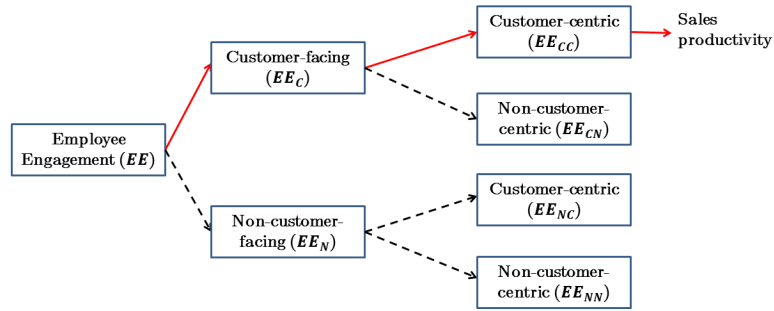 Employee
Engagement (EE)
Customer-facing
(EE_C)
Non-customer-
facing (EE_N)
Customer-centric
(EE_CC)
Non-customer-
centric (EE_CN)
Customer-centric
(EE_NC)
Non-customer-
centric (EE_NN)
Sales
productivity